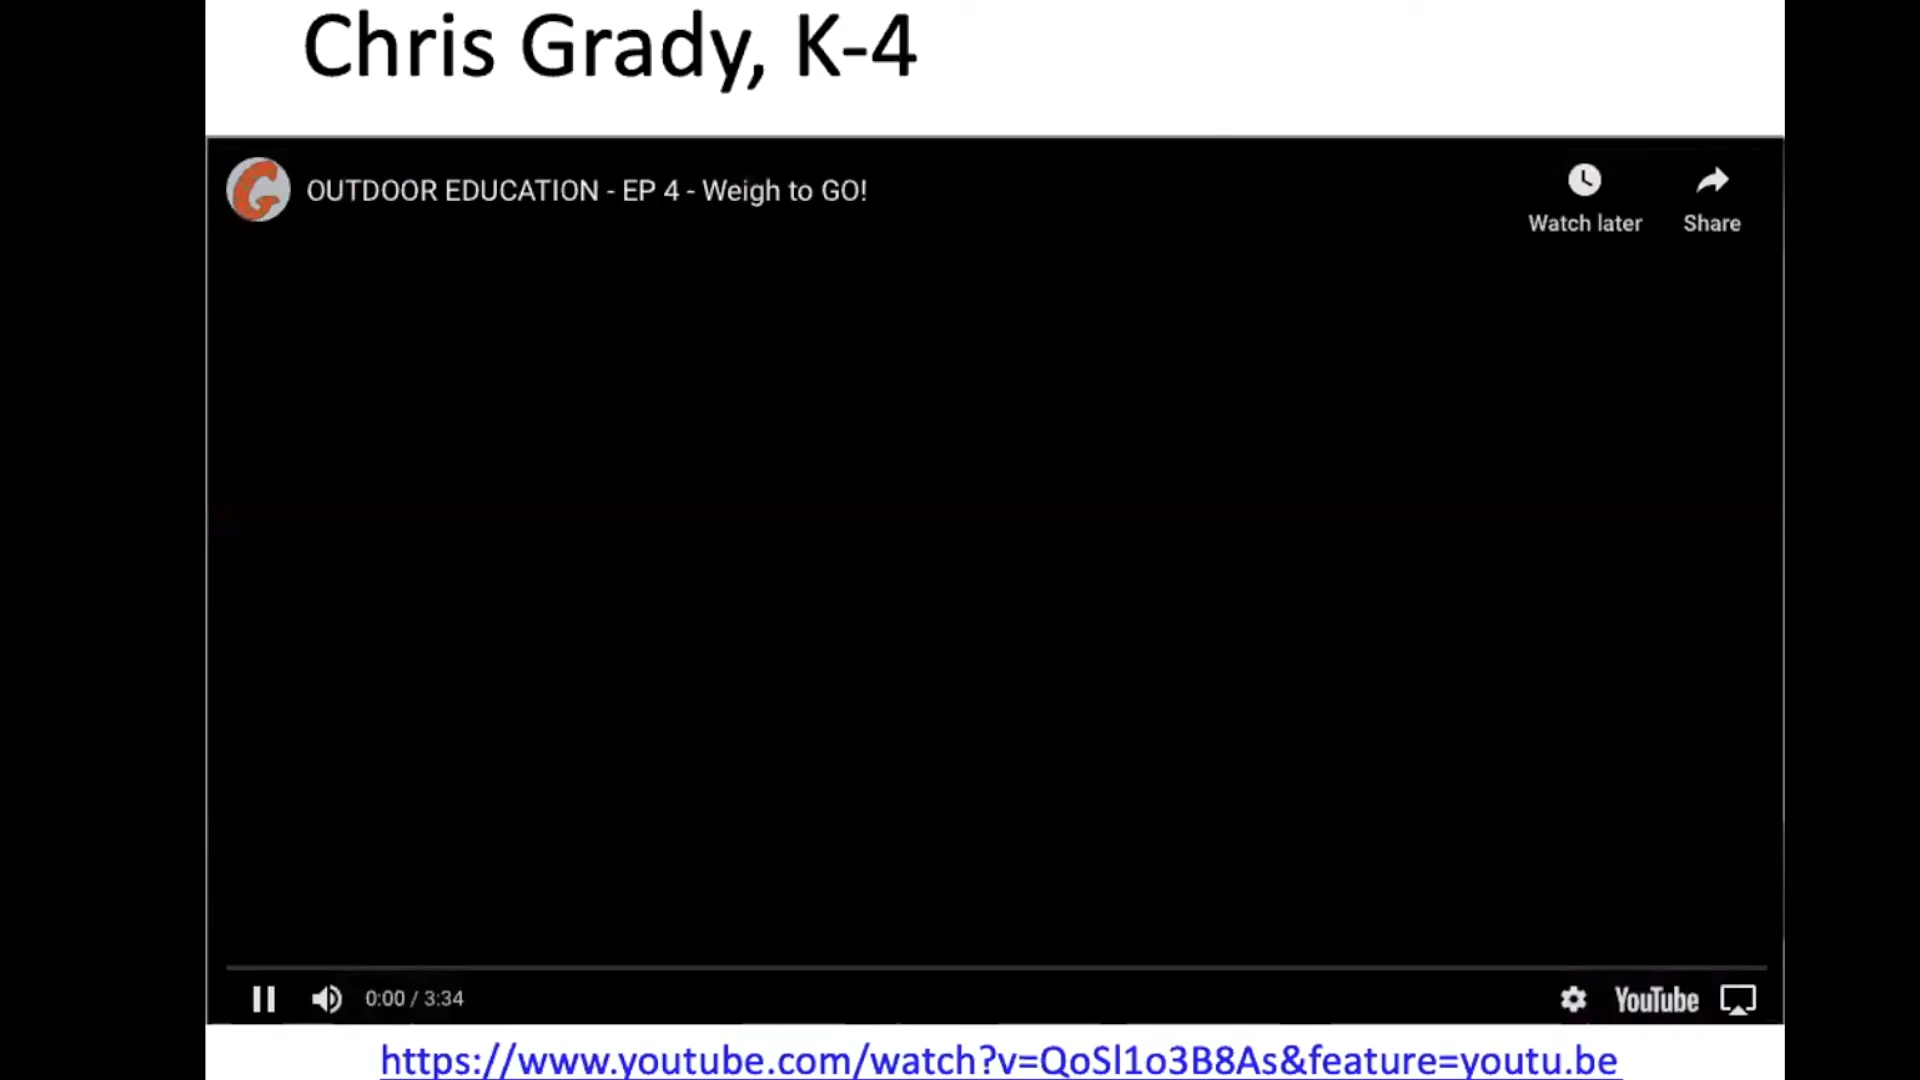 Chris Grady, K-4
G
OUTDOOR EDUCATION - EP 4 - Weigh to GO!
Watch later
Share
0:00 / 3:34
YouTube
https://www.youtube.com/watch?v=QoSl1o3B8As&feature=youtu.be